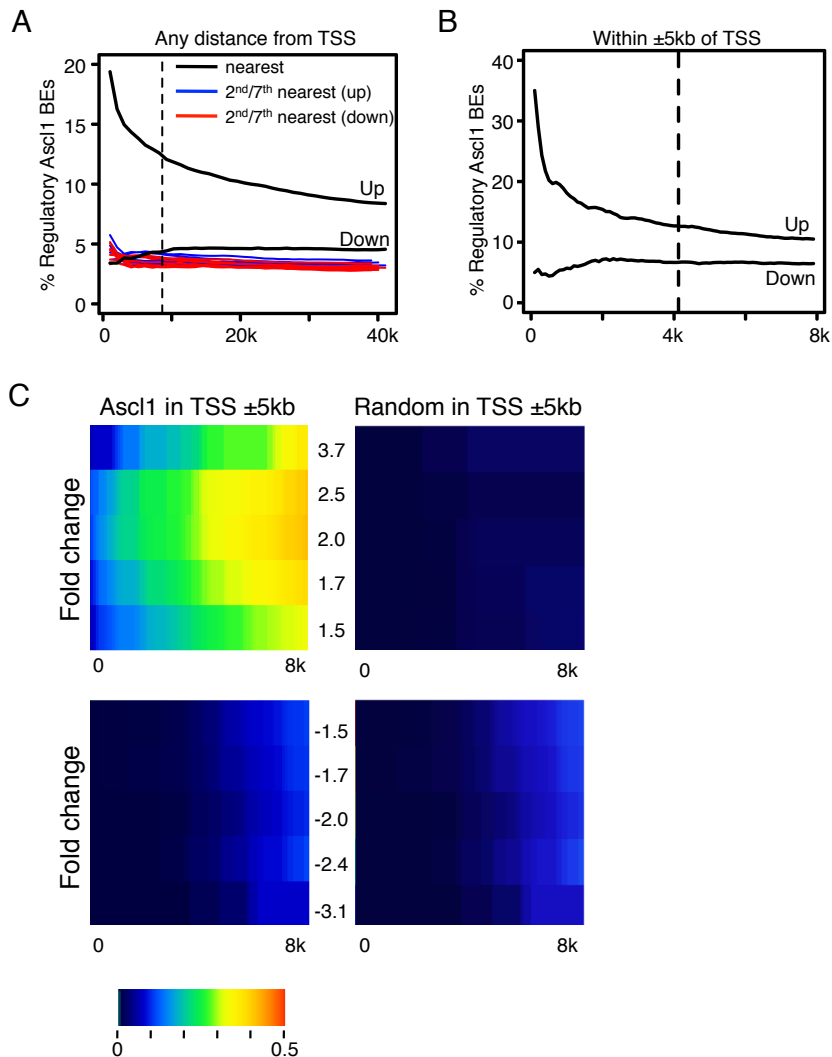 A
Any distance from TSS
% Regulatory Ascl1 BEs
20
15
10
5
0
nearest
2nd/7th nearest (up)
2nd/7th nearest (down)
Up
Down
0
20k
40k
B
Within ±5kb of TSS
% Regulatory Ascl1 BEs
40
30
20
10
0
Up
Down
0
4k
8k
C
Ascl1 in TSS ±5kb
Random in TSS ±5kb
Fold change
3.7
2.5
2.0
1.7
1.5
0
8k
0
8k
Fold change
-1.5
-1.7
-2.0
-2.4
-3.1
0
8k
0
8k
0
0.5